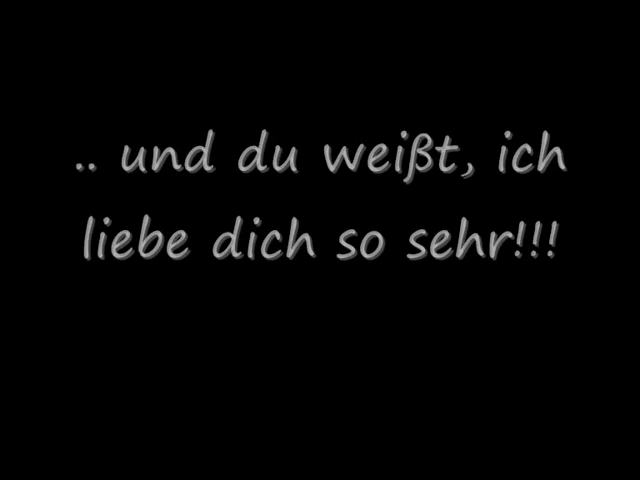 .. und du weißt, ich
liebe dich so sehr!!!